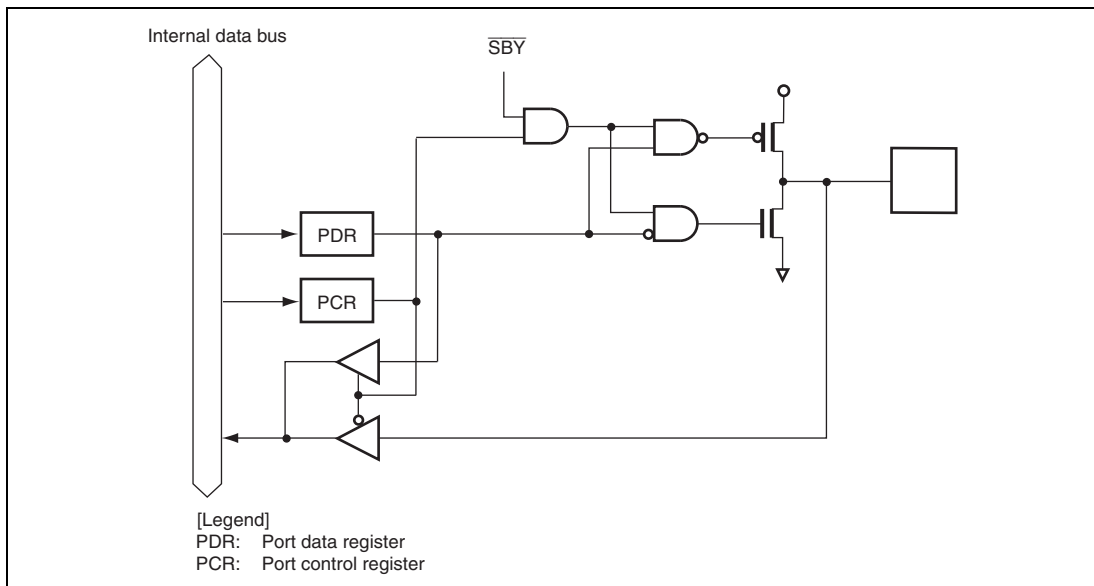 Internal data bus
SBY
PDR
PCR
[Legend]
PDR: Port data register
PCR: Port control register